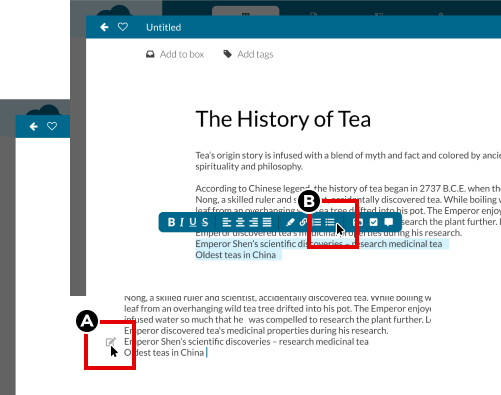 Untitled
Add to box Add tags
The History of Tea
Tea's origin story is infused with a blend of myth and fact and colored by ancie
spirituality and philosophy.
According to Chinese legend, the history of tea began in 2737 B.C.E. when the
Nong, a skilled ruler and s t, accidentally discovered tea. While boiling w
leaf from an overhanging wild tea tree drifted into his pot. The Emperor enjoy
B I U S
search the plant further. L
Emperor discovered tea's medicinal properties during his research.
Emperor Shen's scientific discoveries – research medicinal tea
Oldest teas in China
B
A
Nong, a skilled ruler and scientist, accidentally discovered tea. While boiling w
leaf from an overhanging wild tea tree drifted into his pot. The Emperor enjoye
infused water so much that he was compelled to research the plant further. Le
Emperor discovered tea's medicinal properties during his research.
Emperor Shen's scientific discoveries – research medicinal tea
Oldest teas in China